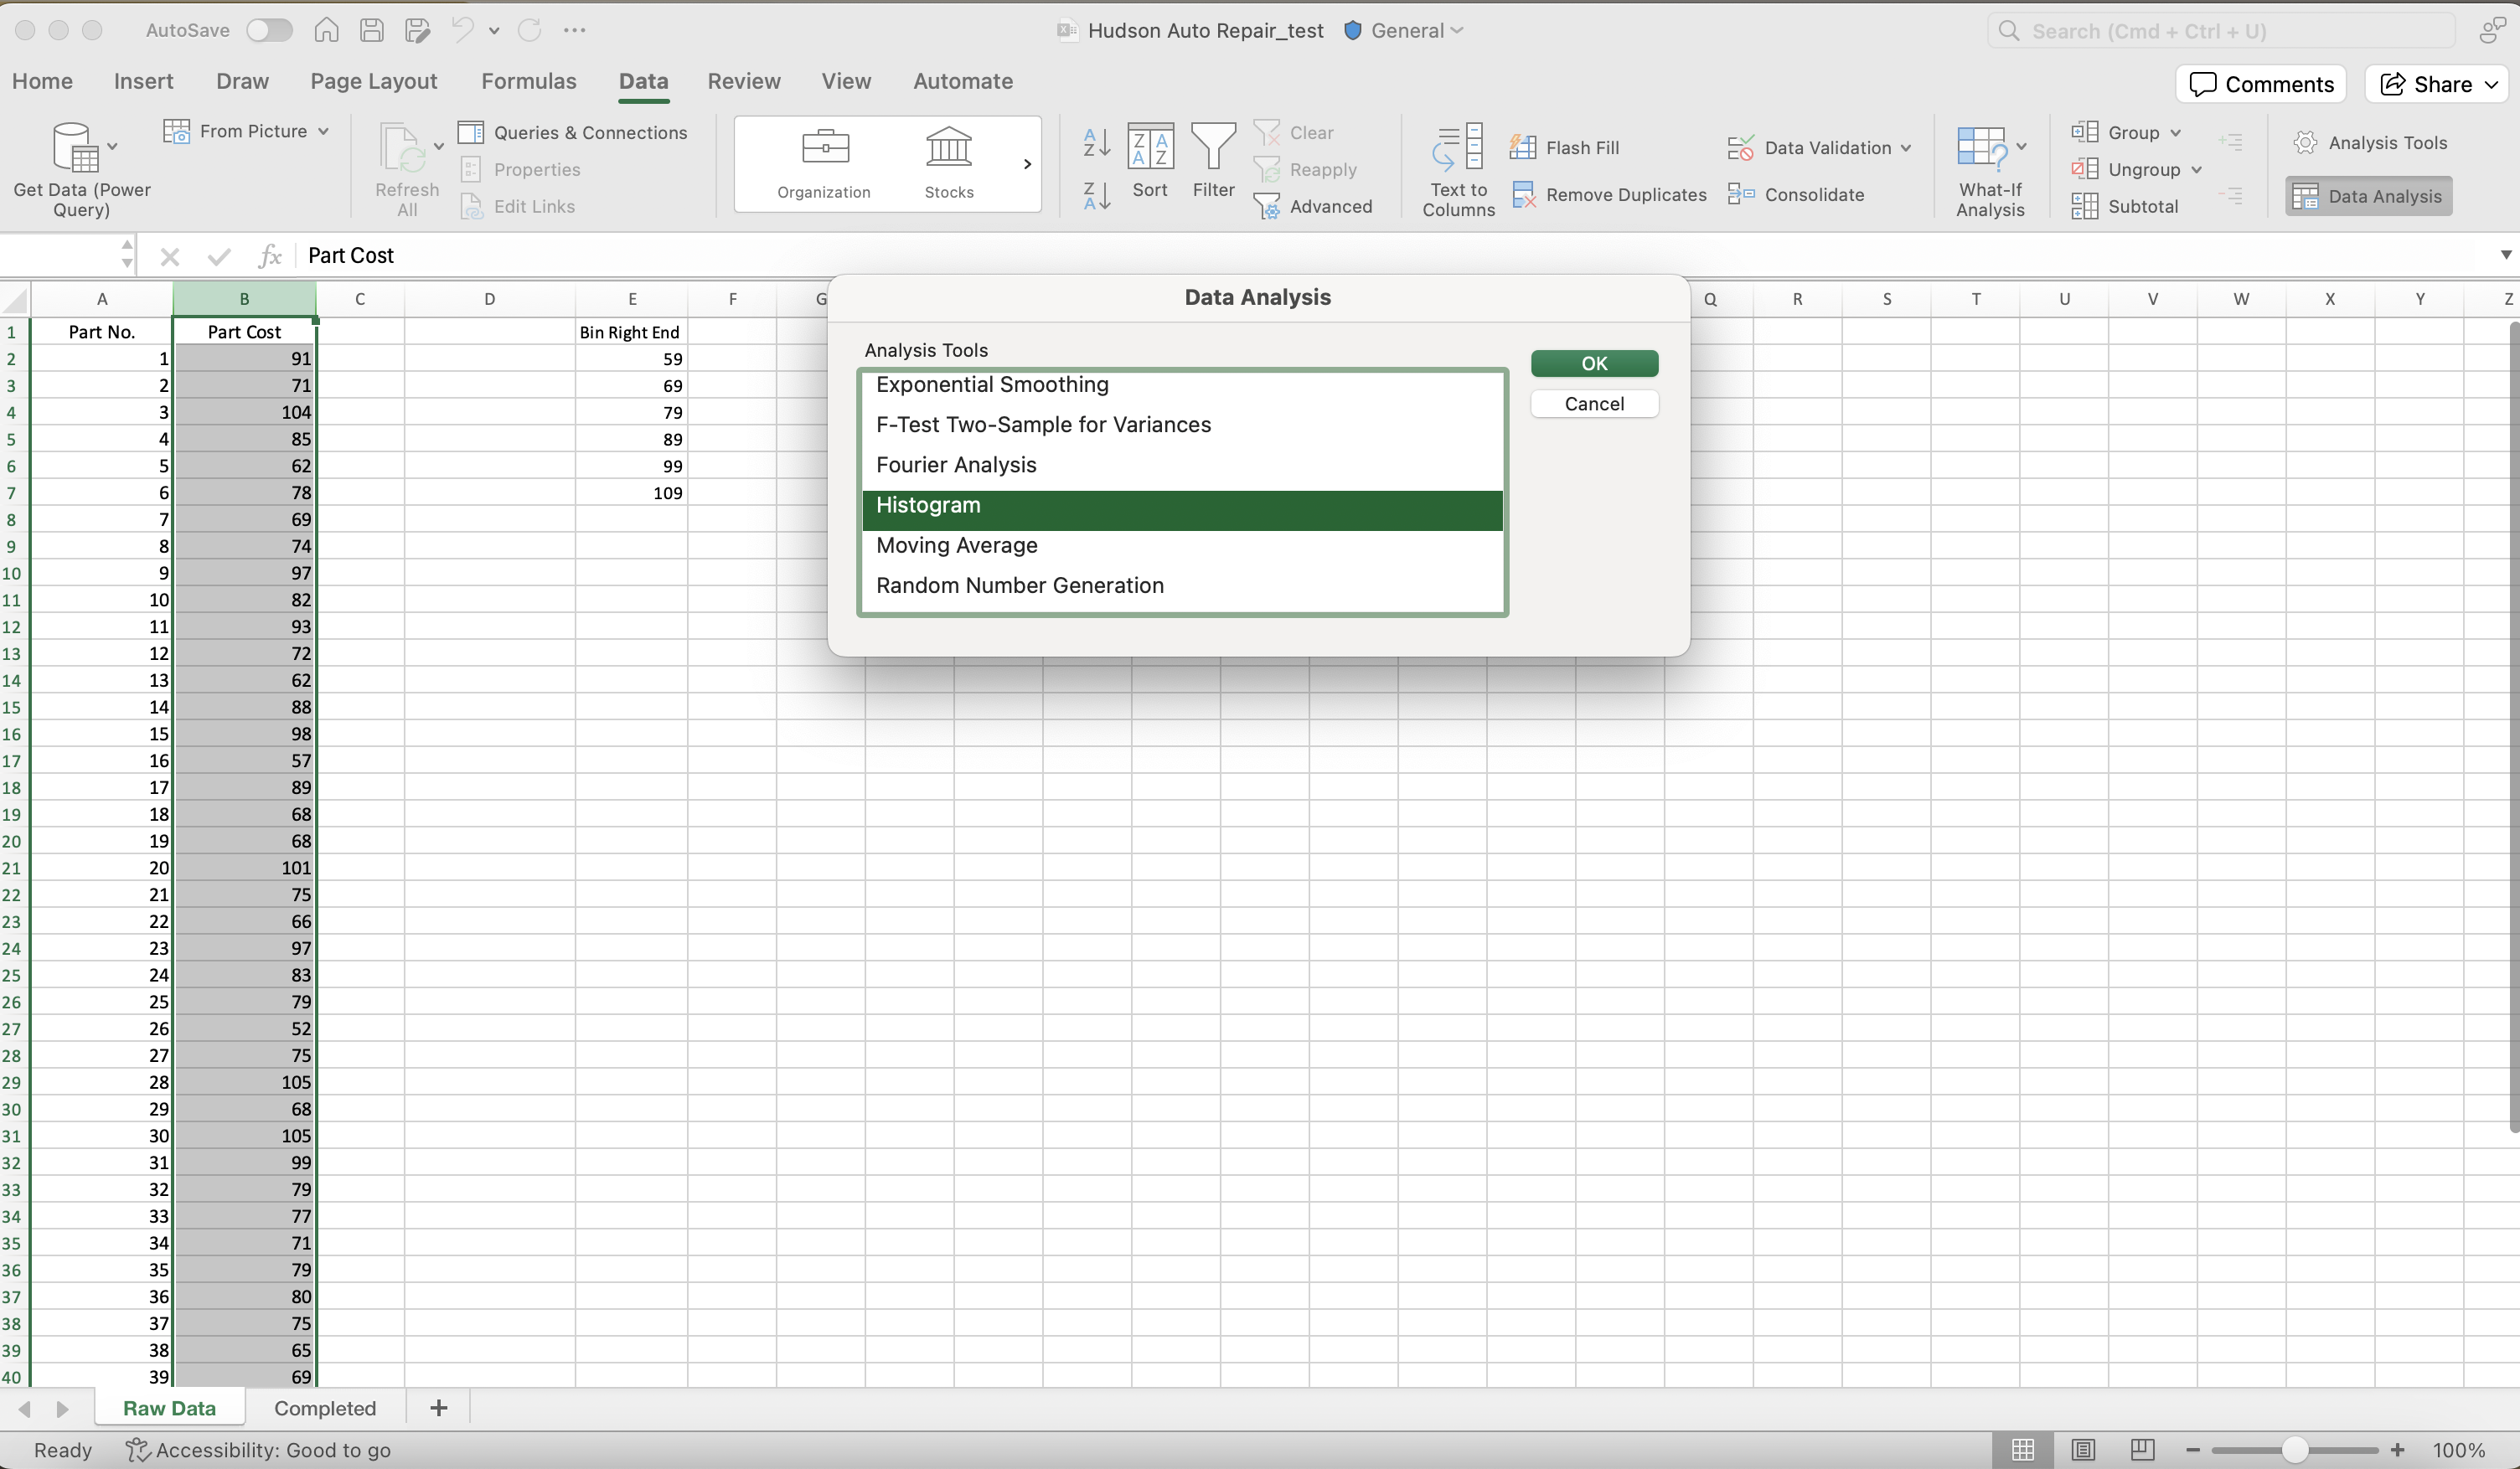 AutoSave
Hudson Auto Repair_test General
Search (Cmd + Ctrl + U)
Home Insert Draw Page Layout Formulas Data Review View Automate
Comments Share
Get Data (Power Query)
From Picture
Refresh All
Queries & Connections
Properties
Edit Links
Organization
Stocks
Sort
Filter
Clear
Reapply
Advanced
Text to Columns
Flash Fill
Remove Duplicates
Data Validation
Consolidate
What-If Analysis
Group
Ungroup
Subtotal
Analysis Tools
Data Analysis
fx Part Cost
A B C D E F G Q R S T U V W X Y Z
Data Analysis
Analysis Tools
Exponential Smoothing
F-Test Two-Sample for Variances
Fourier Analysis
Histogram
Moving Average
Random Number Generation
OK
Cancel
1 Part No. Part Cost Bin Right End
2 1 91 59
3 2 71 69
4 3 104 79
5 4 85 89
6 5 62 99
7 6 78 109
8 7 69
9 8 74
10 9 97
11 10 82
12 11 93
13 12 72
14 13 62
15 14 88
16 15 98
17 16 57
18 17 89
19 18 68
20 19 68
21 20 101
22 21 75
23 22 66
24 23 97
25 24 83
26 25 79
27 26 52
28 27 75
29 28 105
30 29 68
31 30 105
32 31 99
33 32 79
34 33 77
35 34 71
36 35 79
37 36 80
38 37 75
39 38 65
40 39 69
Raw Data Completed +
Ready Accessibility: Good to go 100%